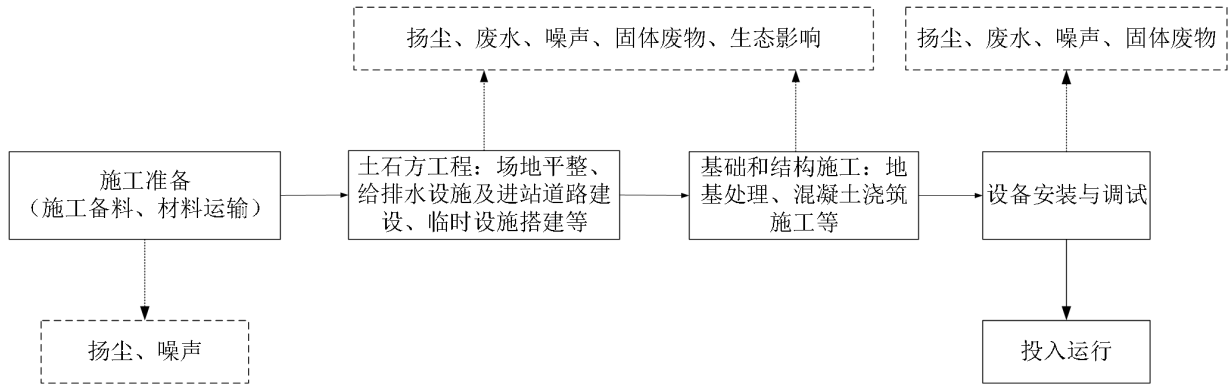 扬尘、废水、噪声、固体废物、生态影响
扬尘、废水、噪声、固体废物
施工准备
（施工备料、材料运输）
土石方工程：场地平整、
给排水设施及进站道路建
设、临时设施搭建等
基础和结构施工：地
基处理、混凝土浇筑
施工等
设备安装与调试
扬尘、噪声
投入运行